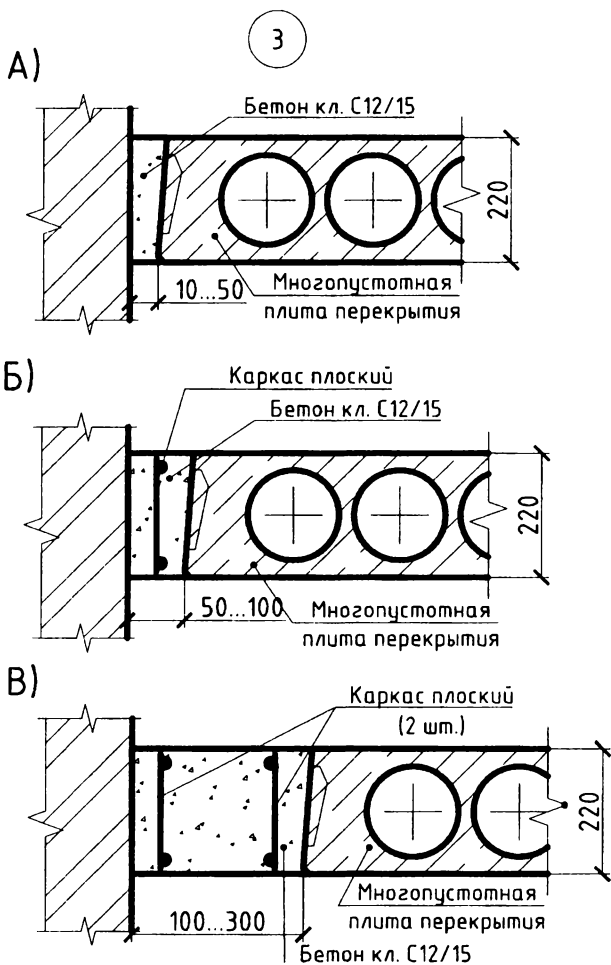 3
А)
Бетон кл. С12/15
220
10...50
Многопустотная
плита перекрытия
Б)
Каркас плоский
Бетон кл. С12/15
220
50...100
Многопустотная
плита перекрытия
В)
Каркас плоский
(2 шт.)
220
Многопустотная
плита перекрытия
100...300
Бетон кл. С12/15